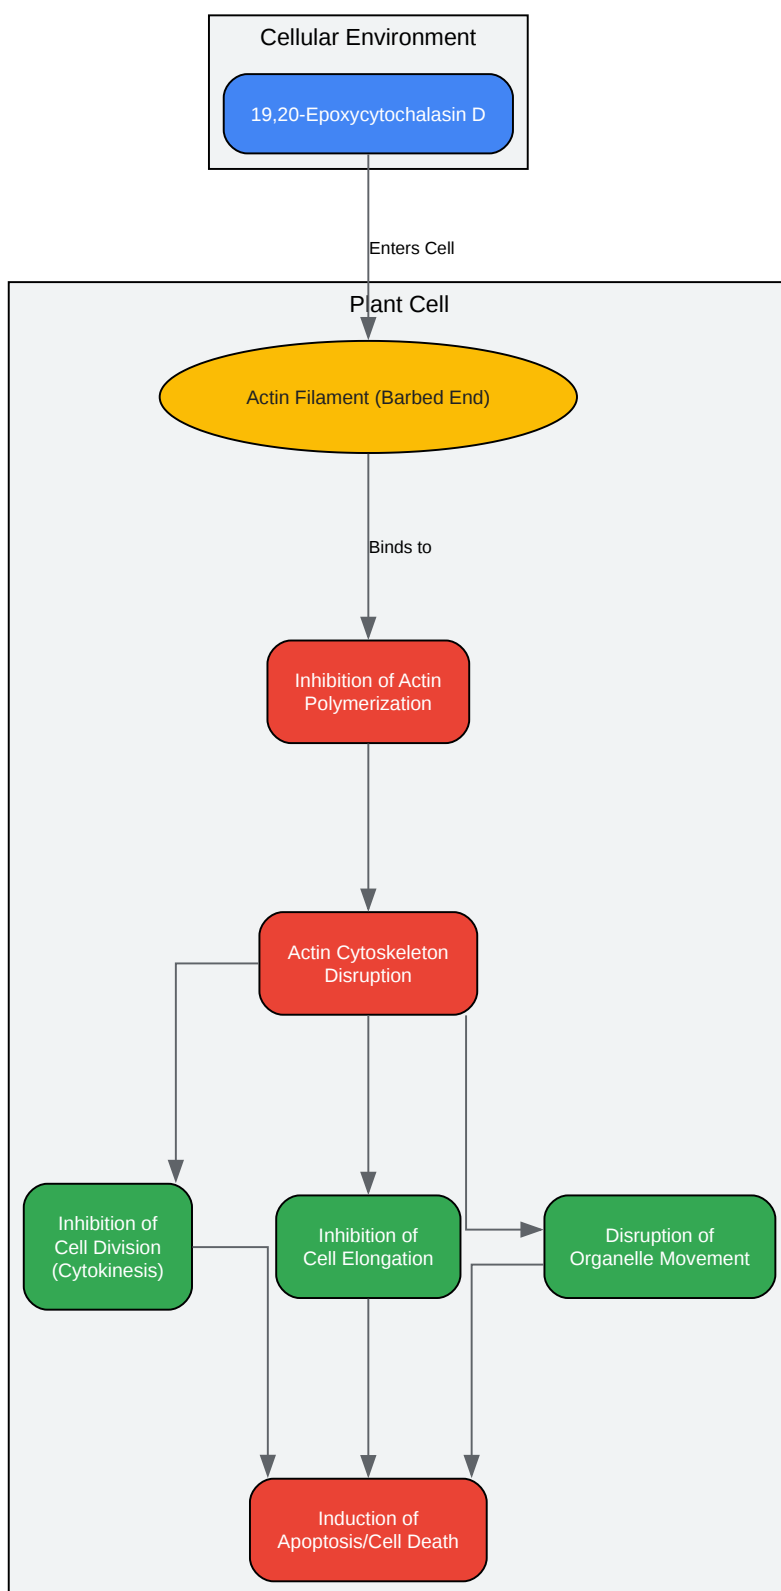 Cellular Environment
19,20-Epoxycytochalasin D
Enters Cell
Plant Cell
Actin Filament (Barbed End)
Binds to
Inhibition of Actin
Polymerization
Actin Cytoskeleton
Disruption
Inhibition of
Cell Division
(Cytokinesis)
Inhibition of
Cell Elongation
Disruption of
Organelle Movement
Induction of
Apoptosis/Cell Death